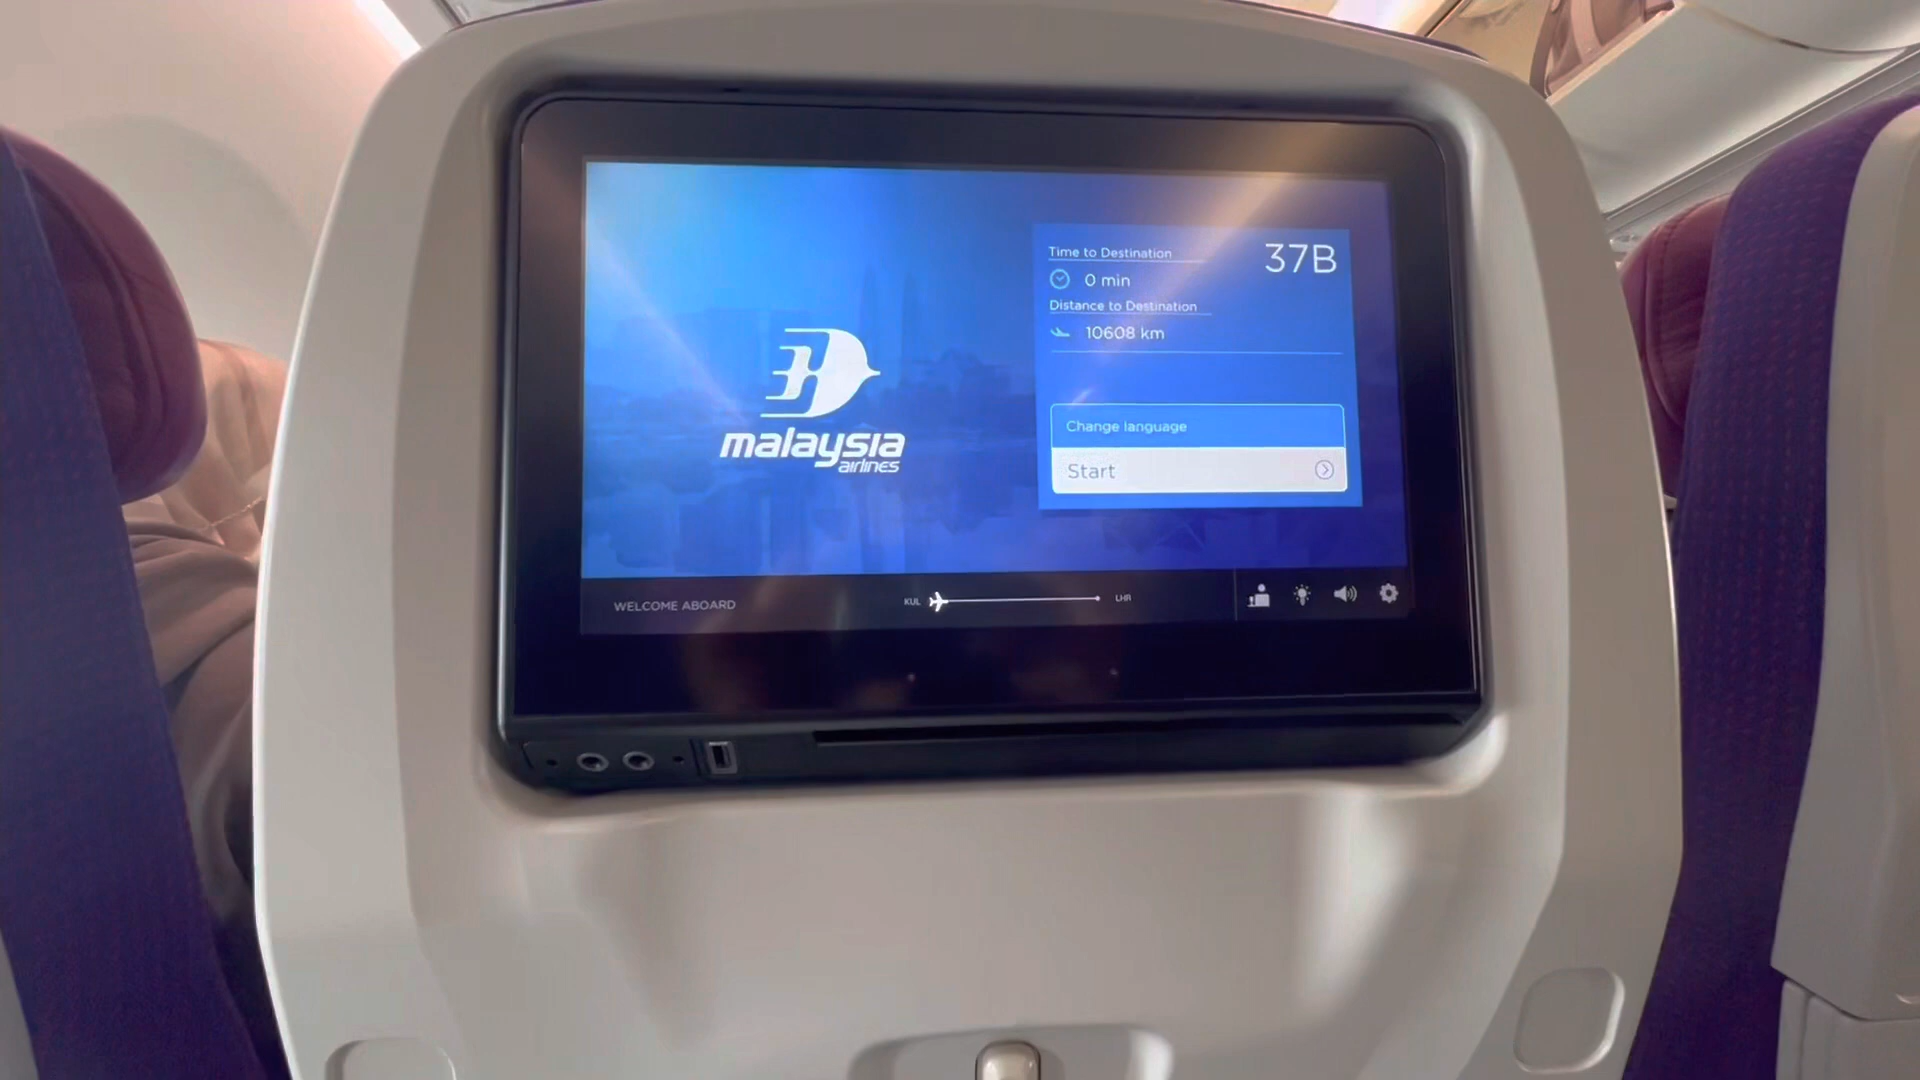 malaysia
airlines
Time to Destination
37B
0 min
Distance to Destination
10608 km
Change language
Start
WELCOME ABOARD
KUL
LHR